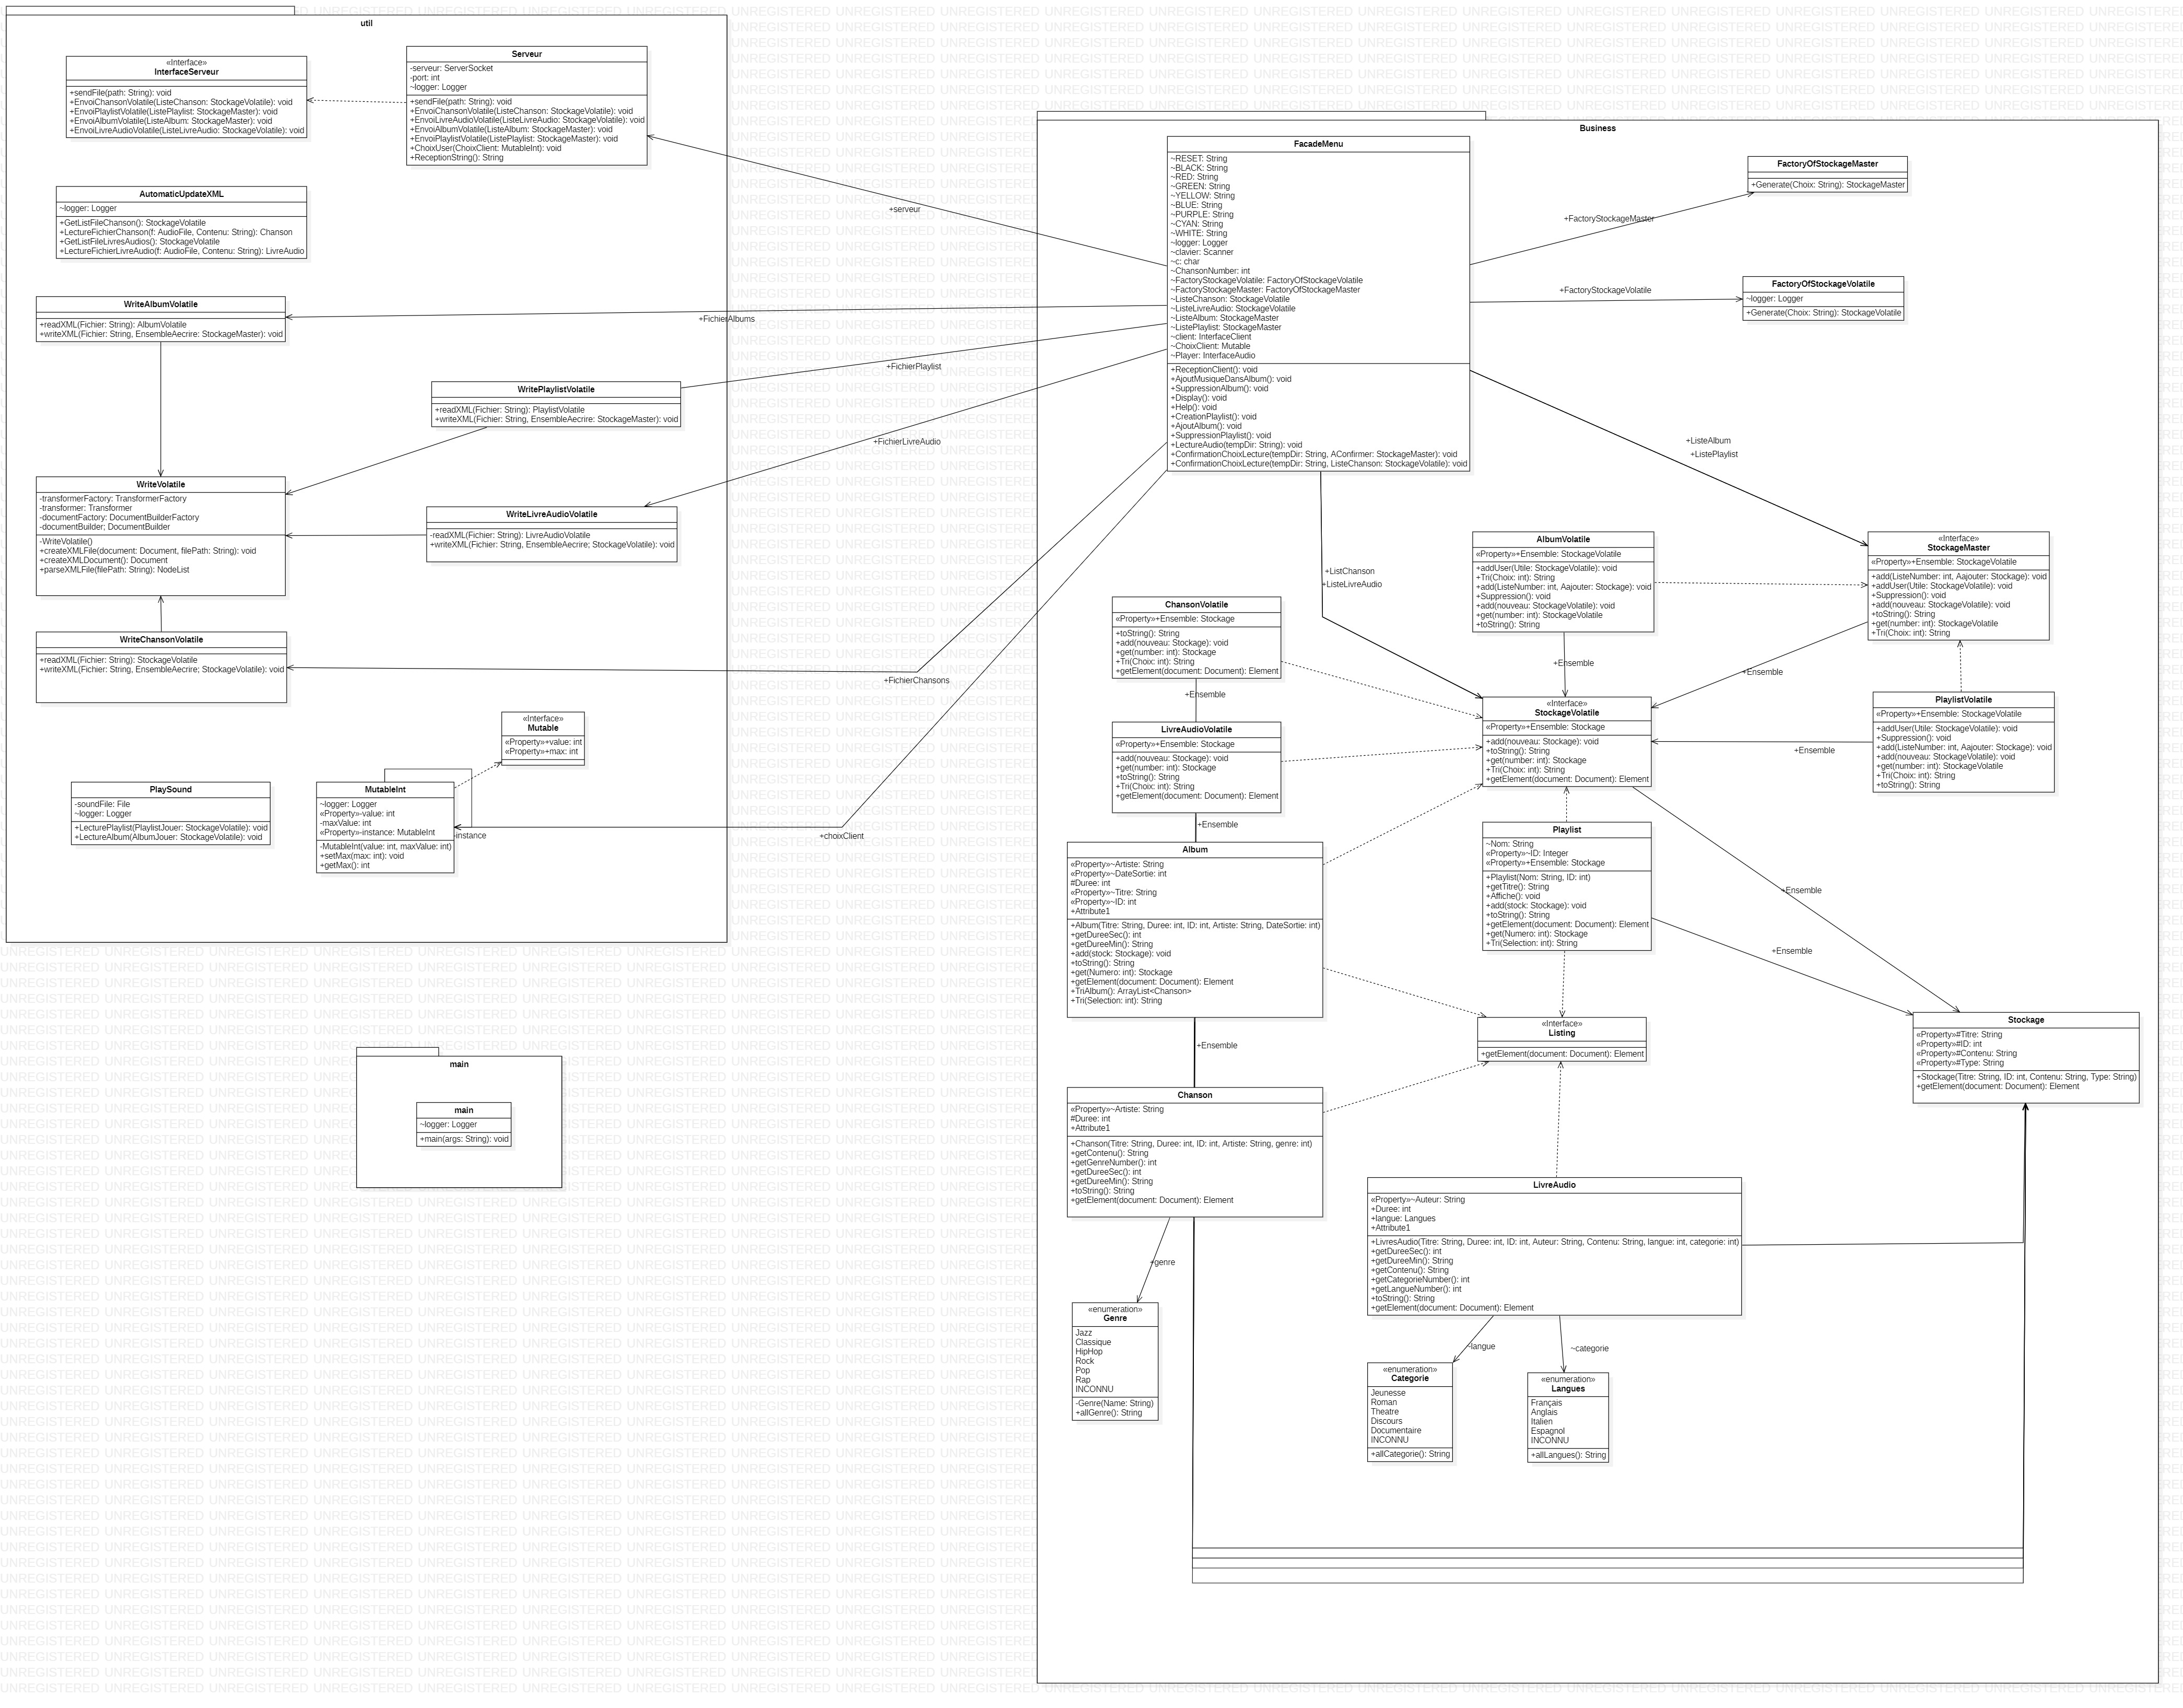 util
«Interface»
InterfaceServeur
+sendFile(path: String): void
+EnvoiChansonVolatile(ListeChanson: StockageVolatile): void
+EnvoiPlaylistVolatile(ListePlaylist: StockageMaster): void
+EnvoiAlbumVolatile(ListeAlbum: StockageMaster): void
+EnvoiLivreAudioVolatile(ListeLivreAudio: StockageVolatile): void
Serveur
-serveur: ServerSocket
-port: int
~logger: Logger
+sendFile(path: String): void
+EnvoiChansonVolatile(ListeChanson: StockageVolatile): void
+EnvoiLivreAudioVolatile(ListeLivreAudio: StockageVolatile): void
+EnvoiAlbumVolatile(ListeAlbum: StockageMaster): void
+EnvoiPlaylistVolatile(ListePlaylist: StockageMaster): void
+ChoixUser(ChoixClient: MutableInt): void
+ReceptionString(): String
AutomaticUpdateXML
~logger: Logger
+GetListFileChanson(): StockageVolatile
+LectureFichierChanson(f: AudioFile, Contenu: String): Chanson
+GetListFileLivresAudios(): StockageVolatile
+LectureFichierLivreAudio(f: AudioFile, Contenu: String): LivreAudio
WriteAlbumVolatile
+readXML(Fichier: String): AlbumVolatile
+writeXML(Fichier: String, EnsembleAecrire: StockageMaster): void
WritePlaylistVolatile
+readXML(Fichier: String): PlaylistVolatile
+writeXML(Fichier: String, EnsembleAecrire: StockageMaster): void
WriteVolatile
-transformerFactory: TransformerFactory
-transformer: Transformer
-documentFactory: DocumentBuilderFactory
-documentBuilder; DocumentBuilder
-WriteVolatile()
+createXMLFile(document: Document, filePath: String): void
+createXMLDocument(): Document
+parseXMLFile(filePath: String): NodeList
WriteLivreAudioVolatile
-readXML(Fichier: String): LivreAudioVolatile
+writeXML(Fichier: String, EnsembleAecrire; StockageVolatile): void
WriteChansonVolatile
+readXML(Fichier: String): StockageVolatile
+writeXML(Fichier: String, EnsembleAecrire; StockageVolatile): void
«Interface»
Mutable
«Property»+value: int
«Property»+max: int
PlaySound
-soundFile: File
~logger: Logger
+LecturePlaylist(PlaylistJouer: StockageVolatile): void
+LectureAlbum(AlbumJouer: StockageVolatile): void
MutableInt
~logger: Logger
«Property»-value: int
-maxValue: int
«Property»-instance: MutableInt
-MutableInt(value: int, maxValue: int)
+setMax(max: int): void
+getMax(): int
-instance
+serveur
+FichierAlbums
+FichierPlaylist
+FichierLivreAudio
+FichierChansons
+choixClient
main
main
~logger: Logger
+main(args: String): void
Business
FacadeMenu
~RESET: String
~BLACK: String
~RED: String
~GREEN: String
~YELLOW: String
~BLUE: String
~PURPLE: String
~CYAN: String
~WHITE: String
~logger: Logger
~clavier: Scanner
~c: char
~ChansonNumber: int
~FactoryStockageVolatile: FactoryOfStockageVolatile
~FactoryStockageMaster: FactoryOfStockageMaster
~ListeChanson: StockageVolatile
~ListeLivreAudio: StockageVolatile
~ListeAlbum: StockageMaster
~ListePlaylist: StockageMaster
~client: InterfaceClient
~ChoixClient: Mutable
~Player: InterfaceAudio
+ReceptionClient(): void
+AjoutMusiqueDansAlbum(): void
+SuppressionAlbum(): void
+Display(): void
+Help(): void
+CreationPlaylist(): void
+AjoutAlbum(): void
+SuppressionPlaylist(): void
+LectureAudio(tempDir: String): void
+ConfirmationChoixLecture(tempDir: String, AConfirmer: StockageMaster): void
+ConfirmationChoixLecture(tempDir: String, ListeChanson: StockageVolatile): void
FactoryOfStockageMaster
+Generate(Choix: String): StockageMaster
+FactoryStockageMaster
FactoryOfStockageVolatile
~logger: Logger
+Generate(Choix: String): StockageVolatile
+FactoryStockageVolatile
+ListeAlbum
+ListePlaylist
+ListChanson
+ListeLivreAudio
AlbumVolatile
«Property»+Ensemble: StockageVolatile
+addUser(Utile: StockageVolatile): void
+Tri(Choix: int): String
+add(ListeNumber: int, Aajouter: Stockage): void
+Suppression(): void
+add(nouveau: StockageVolatile): void
+get(number: int): StockageVolatile
+toString(): String
«Interface»
StockageMaster
«Property»+Ensemble: StockageVolatile
+add(ListeNumber: int, Aajouter: Stockage): void
+addUser(Utile: StockageVolatile): void
+Suppression(): void
+add(nouveau: StockageVolatile): void
+toString(): String
+get(number: int): StockageVolatile
+Tri(Choix: int): String
ChansonVolatile
«Property»+Ensemble: Stockage
+toString(): String
+add(nouveau: Stockage): void
+get(number: int): Stockage
+Tri(Choix: int): String
+getElement(document: Document): Element
+Ensemble
+Ensemble
+Ensemble
LivreAudioVolatile
«Property»+Ensemble: Stockage
+add(nouveau: Stockage): void
+get(number: int): Stockage
+toString(): String
+Tri(Choix: int): String
+getElement(document: Document): Element
«Interface»
StockageVolatile
«Property»+Ensemble: Stockage
+add(nouveau: Stockage): void
+toString(): String
+get(number: int): Stockage
+Tri(Choix: int): String
+getElement(document: Document): Element
PlaylistVolatile
«Property»+Ensemble: StockageVolatile
+addUser(Utile: StockageVolatile): void
+Suppression(): void
+add(ListeNumber: int, Aajouter: Stockage): void
+add(nouveau: StockageVolatile): void
+get(number: int): StockageVolatile
+Tri(Choix: int): String
+toString(): String
+Ensemble
+Ensemble
Album
«Property»~Artiste: String
«Property»~DateSortie: int
#Duree: int
«Property»~Titre: String
«Property»~ID: int
+Attribute1
+Album(Titre: String, Duree: int, ID: int, Artiste: String, DateSortie: int)
+getDureeSec(): int
+getDureeMin(): String
+add(stock: Stockage): void
+toString(): String
+get(Numero: int): Stockage
+getElement(document: Document): Element
+TriAlbum(): ArrayList<Chanson>
+Tri(Selection: int): String
Playlist
~Nom: String
«Property»~ID: Integer
«Property»+Ensemble: Stockage
+Playlist(Nom: String, ID: int)
+getTitre(): String
+Affiche(): void
+add(stock: Stockage): void
+toString(): String
+getElement(document: Document): Element
+get(Numero: int): Stockage
+Tri(Selection: int): String
+Ensemble
+Ensemble
+Ensemble
«Interface»
Listing
+getElement(document: Document): Element
Stockage
«Property»#Titre: String
«Property»#ID: int
«Property»#Contenu: String
«Property»#Type: String
+Stockage(Titre: String, ID: int, Contenu: String, Type: String)
+getElement(document: Document): Element
Chanson
«Property»~Artiste: String
#Duree: int
+Attribute1
+Chanson(Titre: String, Duree: int, ID: int, Artiste: String, genre: int)
+getContenu(): String
+getGenreNumber(): int
+getDureeSec(): int
+getDureeMin(): String
+toString(): String
+getElement(document: Document): Element
LivreAudio
«Property»~Auteur: String
+Duree: int
+langue: Langues
+Attribute1
+LivresAudio(Titre: String, Duree: int, ID: int, Auteur: String, Contenu: String, langue: int, categorie: int)
+getDureeSec(): int
+getDureeMin(): String
+getContenu(): String
+getCategorieNumber(): int
+getLangueNumber(): int
+toString(): String
+getElement(document: Document): Element
+genre
«enumeration»
Genre
Jazz
Classique
HipHop
Rock
Pop
Rap
INCONNU
-Genre(Name: String)
+allGenre(): String
~langue
~categorie
«enumeration»
Categorie
Jeunesse
Roman
Theatre
Discours
Documentaire
INCONNU
+allCategorie(): String
«enumeration»
Langues
Français
Anglais
Italien
Espagnol
INCONNU
+allLangues(): String